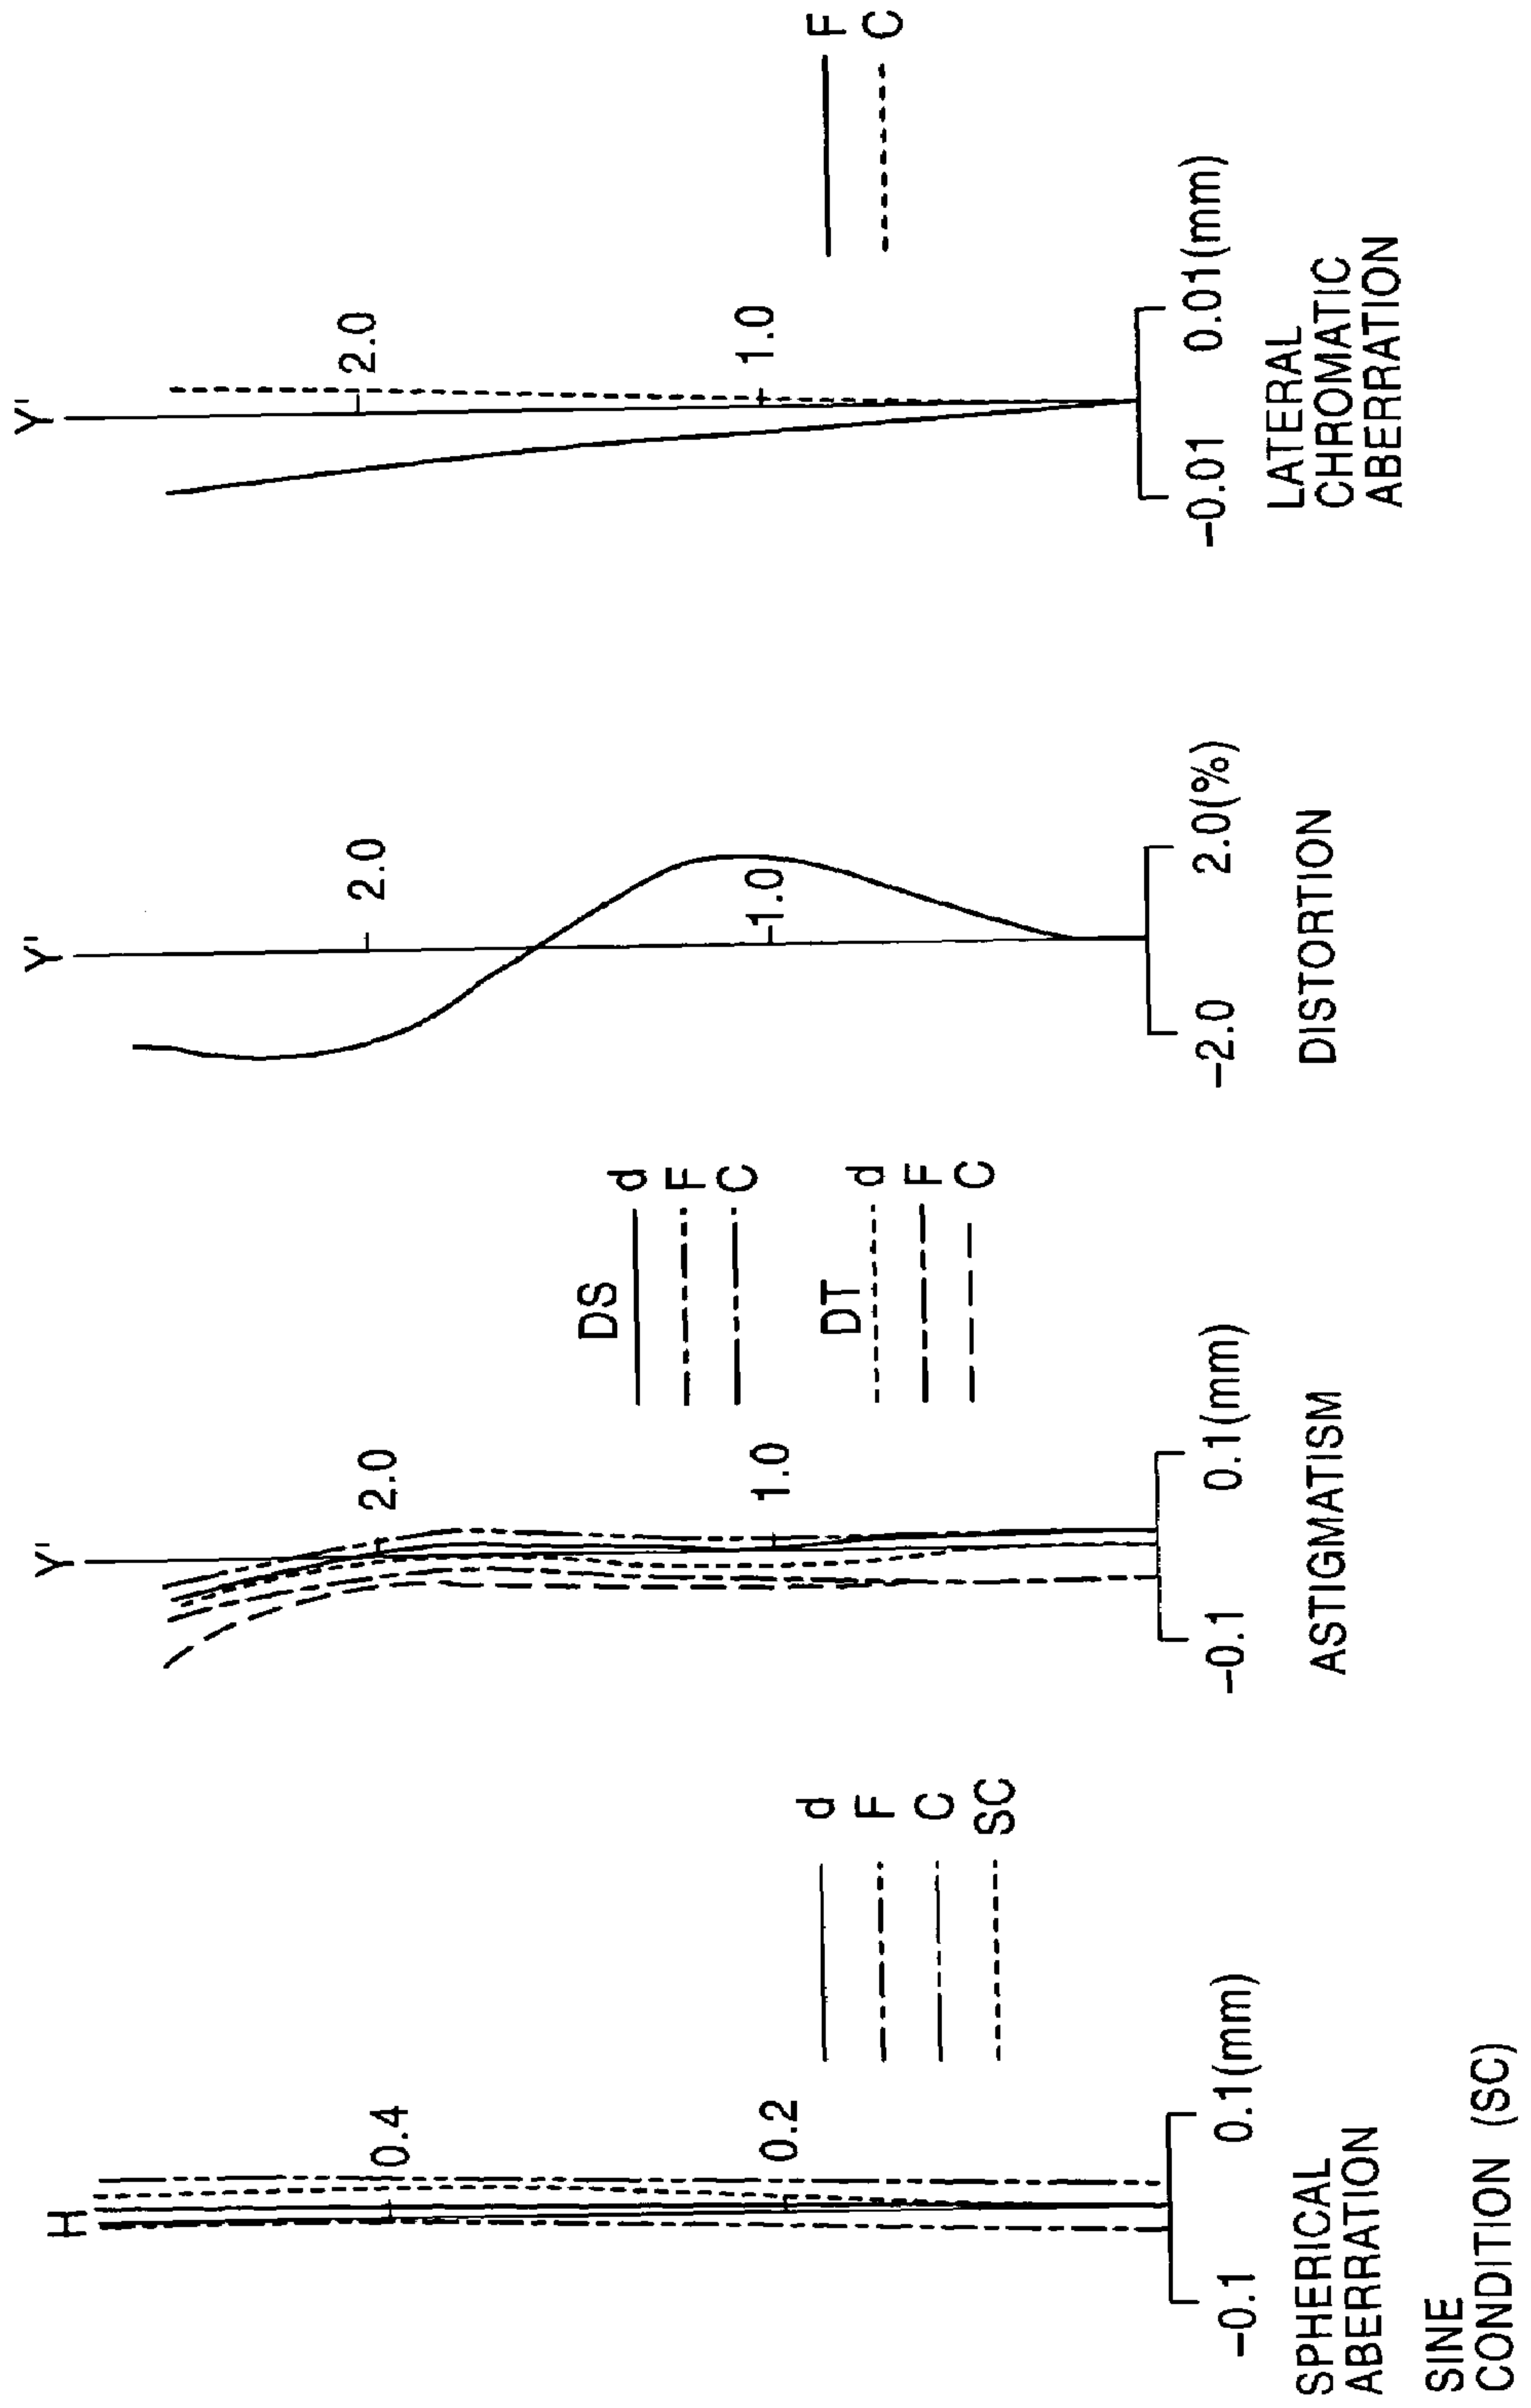 H
0.4
0.2
-0.1
0.1(mm)
SPHERICAL
ABERRATION
SINE
CONDITION (SC)
d
F
C
SC
Y'
2.0
1.0
-0.1
0.1(mm)
ASTIGMATISM
DS
d
F
C
DT
d
F
C
Y'
2.0
1.0
-2.0
2.0(%)
DISTORTION
Y'
2.0
1.0
-0.01
0.01(mm)
LATERAL
CHROMATIC
ABERRATION
F
C